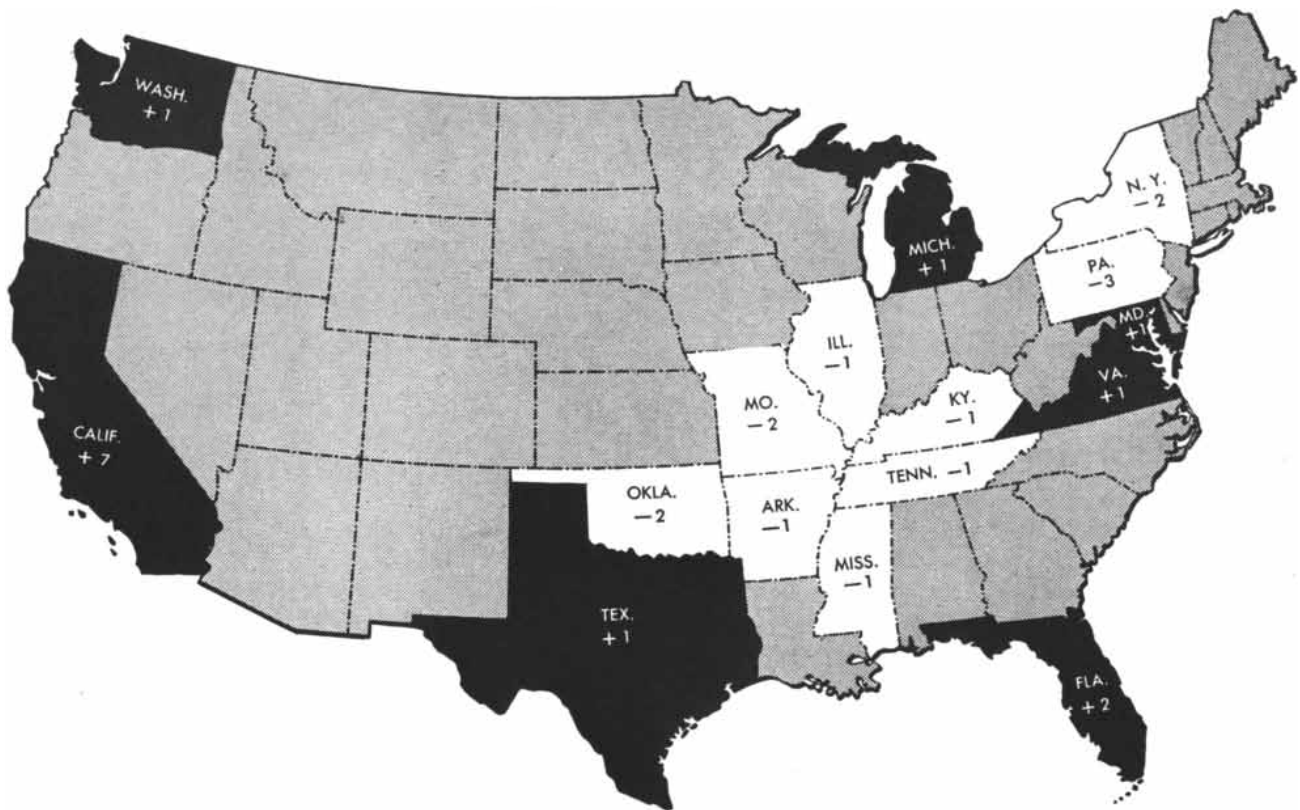 WASH.
+ 1
N. Y.
− 2
MICH.
+ 1
PA.
−3
MD.
+1
ILL.
− 1
VA.
+ 1
MO.
− 2
KY.
−1
CALIF.
+ 7
TENN. −1
OKLA.
−2
ARK.
−1
MISS.
−1
TEX.
+ 1
FLA.
+ 2